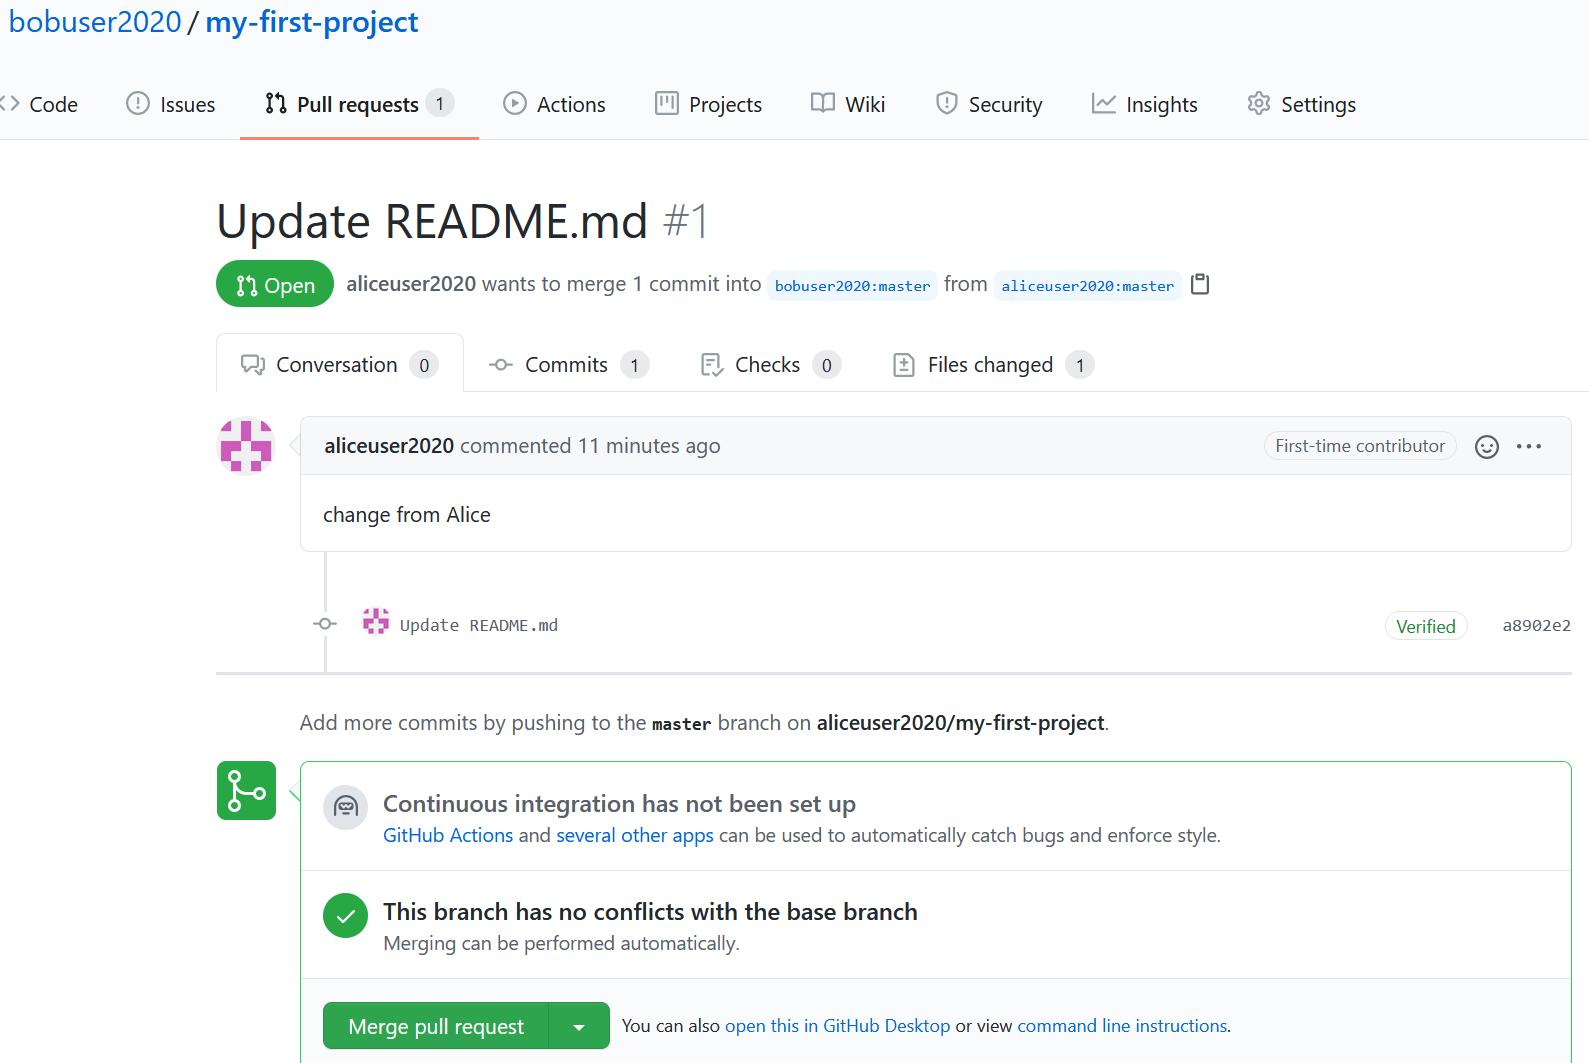 bobuser2020 / my-first-project
Code Issues Pull requests 1 Actions Projects Wiki Security Insights Settings
Update README.md #1
Open aliceuser2020 wants to merge 1 commit into bobuser2020:master from aliceuser2020:master
Conversation 0 Commits 1 Checks 0 Files changed 1
aliceuser2020 commented 11 minutes ago First-time contributor
change from Alice
Update README.md Verified a8902e2
Add more commits by pushing to the master branch on aliceuser2020/my-first-project.
Continuous integration has not been set up
GitHub Actions and several other apps can be used to automatically catch bugs and enforce style.
This branch has no conflicts with the base branch
Merging can be performed automatically.
Merge pull request You can also open this in GitHub Desktop or view command line instructions.